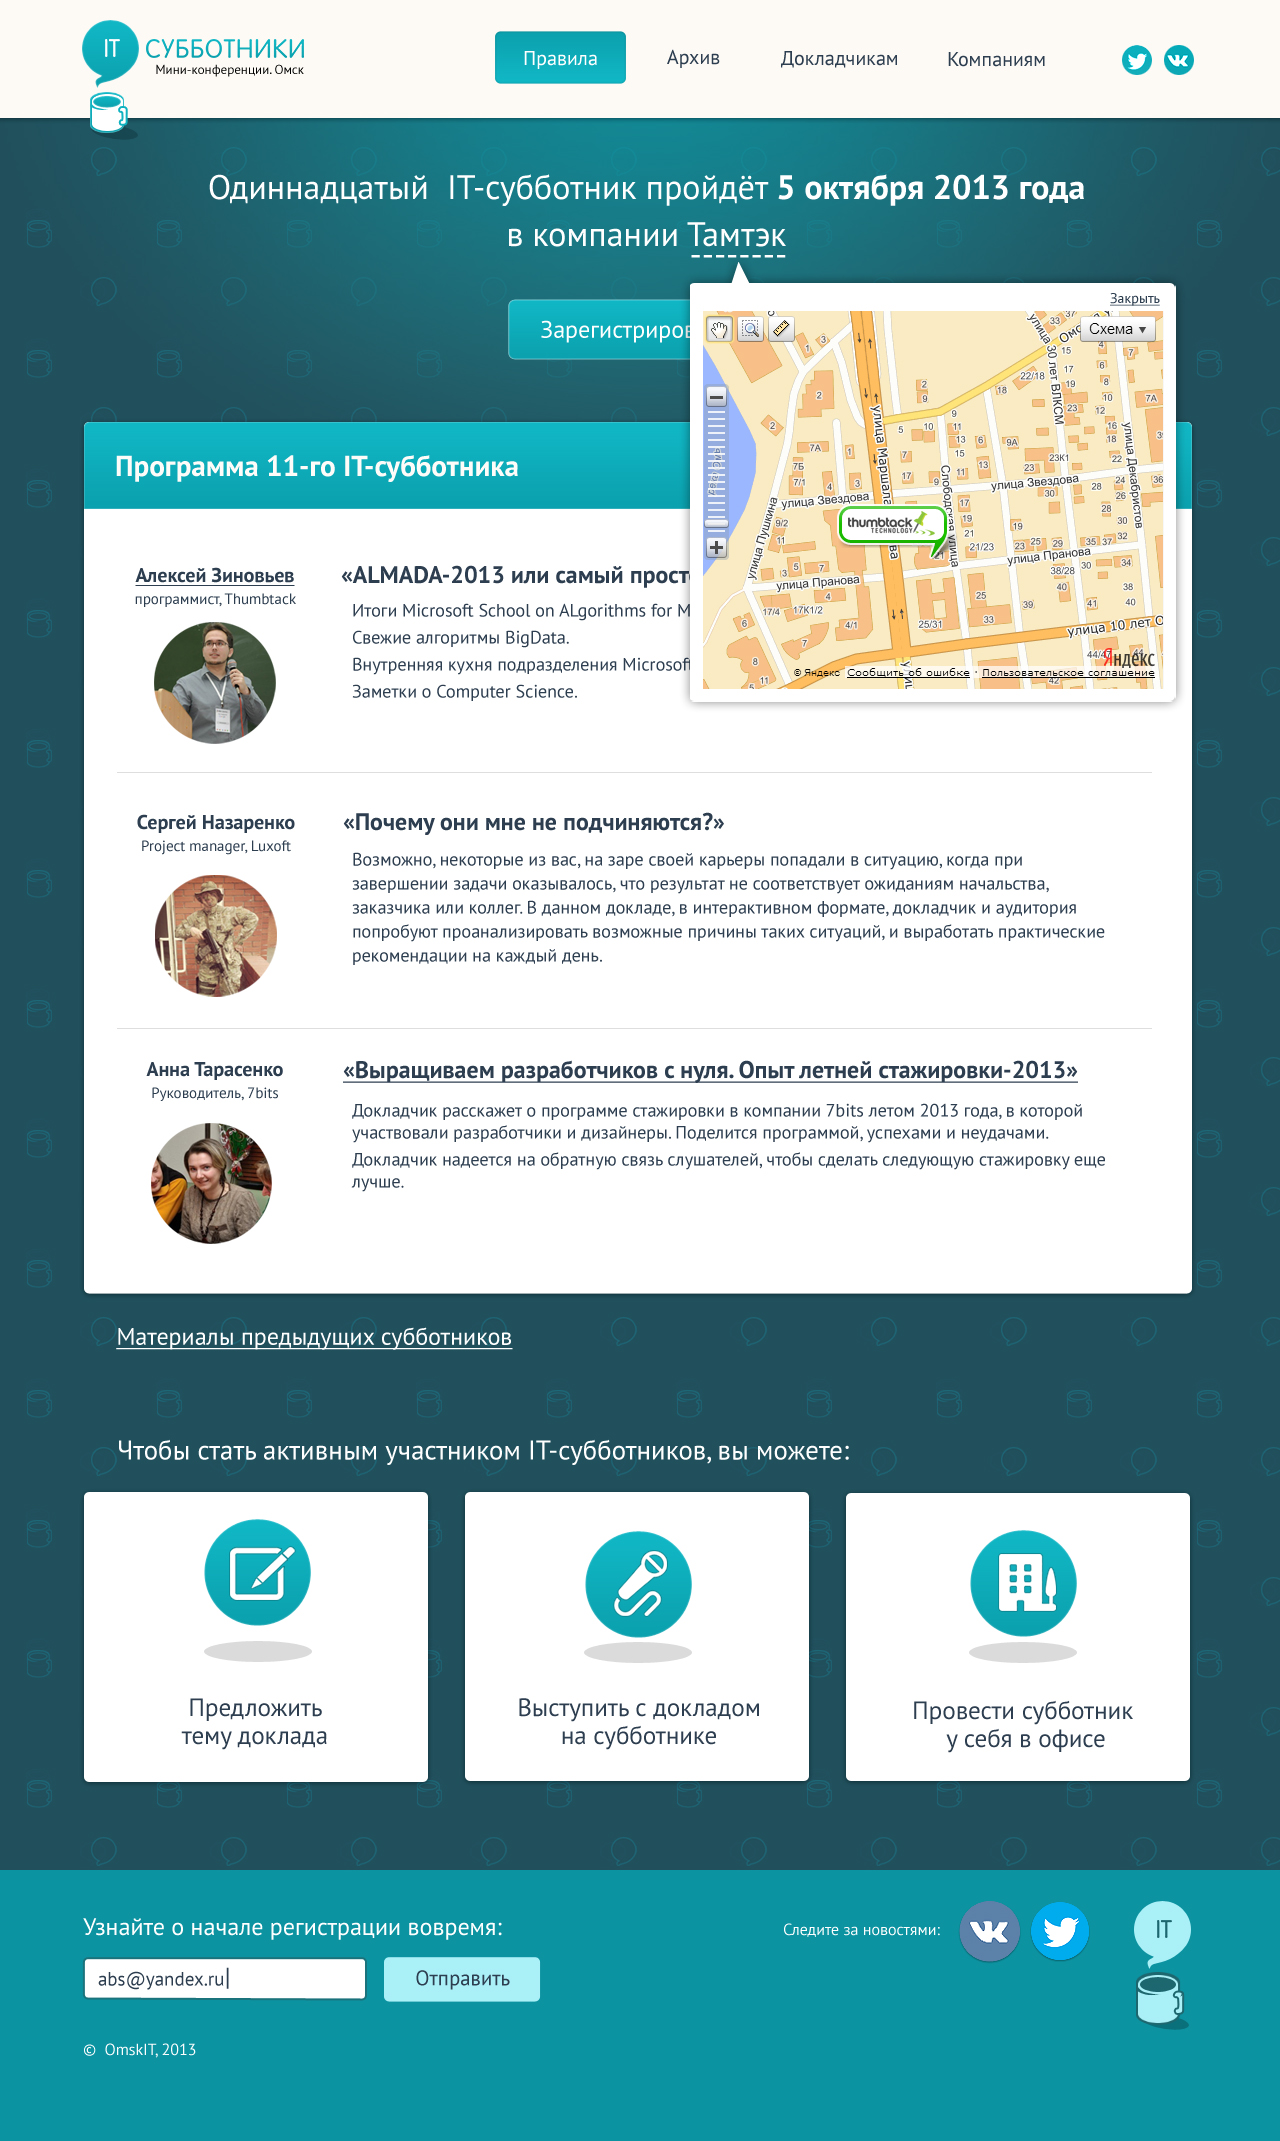 IT СУББОТНИКИ
Мини-конференции. Омск
Правила
Архив
Докладчикам
Компаниям
Одиннадцатый IT-субботник пройдёт 5 октября 2013 года
в компании Тамтэк
Зарегистриров
Закрыть
Схема
улица 30 лет ВЛКСМ
улица Маршала
улица Декабристов
Слободская улица
улица Звездова
улица Звездова
улица Пушкина
улица Пранова
улица Пранова
улица 10 лет О
thumbtack
TECHNOLOGY
Яндекс
© Яндекс Сообщить об ошибке · Пользовательское соглашение
Программа 11-го IT-субботника
Алексей Зиновьев
программист, Thumbtack
«ALMADA-2013 или самый прост
Итоги Microsoft School on ALgorithms for M
Свежие алгоритмы BigData.
Внутренняя кухня подразделения Microsoft
Заметки о Computer Science.
Сергей Назаренко
Project manager, Luxoft
«Почему они мне не подчиняются?»
Возможно, некоторые из вас, на заре своей карьеры попадали в ситуацию, когда при
завершении задачи оказывалось, что результат не соответствует ожиданиям начальства,
заказчика или коллег. В данном докладе, в интерактивном формате, докладчик и аудитория
попробуют проанализировать возможные причины таких ситуаций, и выработать практические
рекомендации на каждый день.
Анна Тарасенко
Руководитель, 7bits
«Выращиваем разработчиков с нуля. Опыт летней стажировки-2013»
Докладчик расскажет о программе стажировки в компании 7bits летом 2013 года, в которой
участвовали разработчики и дизайнеры. Поделится программой, успехами и неудачами.
Докладчик надеется на обратную связь слушателей, чтобы сделать следующую стажировку еще
лучше.
Материалы предыдущих субботников
Чтобы стать активным участником IT-субботников, вы можете:
Предложить
тему доклада
Выступить с докладом
на субботнике
Провести субботник
у себя в офисе
Узнайте о начале регистрации вовремя:
abs@yandex.ru
Отправить
Следите за новостями:
IT
© OmskIT, 2013